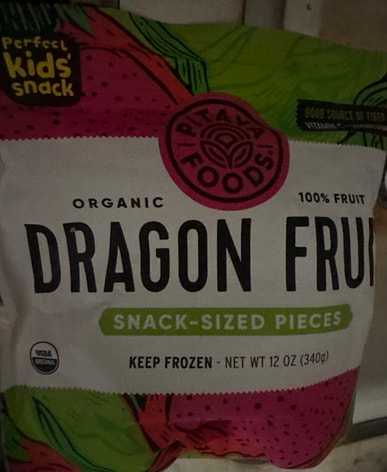 Perfect
kids'
snack
GOOD SOURCE OF FIBER
PITAYA
FOODS
ORGANIC
100% FRUIT
DRAGON FRUI
SNACK-SIZED PIECES
USDA
ORGANIC
KEEP FROZEN - NET WT 12 OZ (340g)